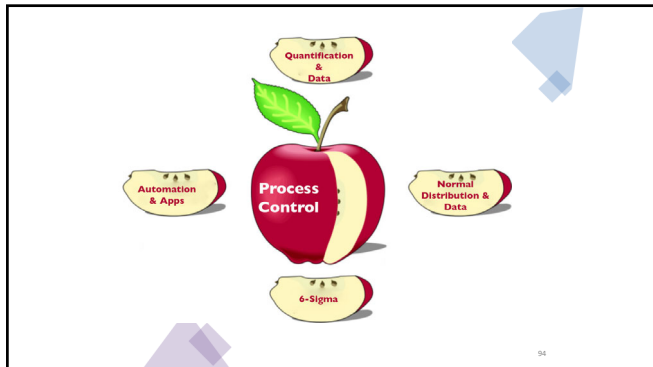 Quantification
&
Data
Automation
& Apps
Process
Control
Normal
Distribution &
Data
6-Sigma
94